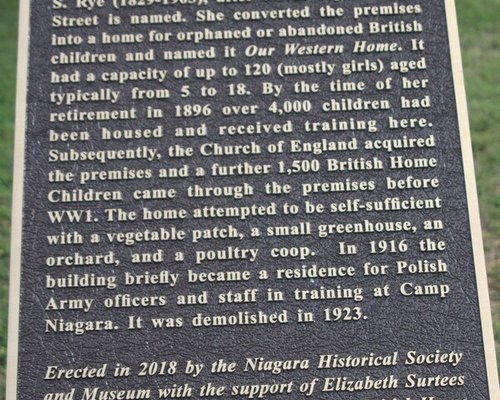 S. Rye (1829-1903), after
Street is named. She converted the premises
into a home for orphaned or abandoned British
children and named it Our Western Home. It
had a capacity of up to 120 (mostly girls) aged
typically from 5 to 18. By the time of her
retirement in 1896 over 4,000 children had
been housed and received training here.
Subsequently, the Church of England acquired
the premises and a further 1,500 British Home
Children came through the premises before
WW1. The home attempted to be self-sufficient
with a vegetable patch, a small greenhouse, an
orchard, and a poultry coop. In 1916 the
building briefly became a residence for Polish
Army officers and staff in training at Camp
Niagara. It was demolished in 1923.
Erected in 2018 by the Niagara Historical Society
and Museum with the support of Elizabeth Surtees